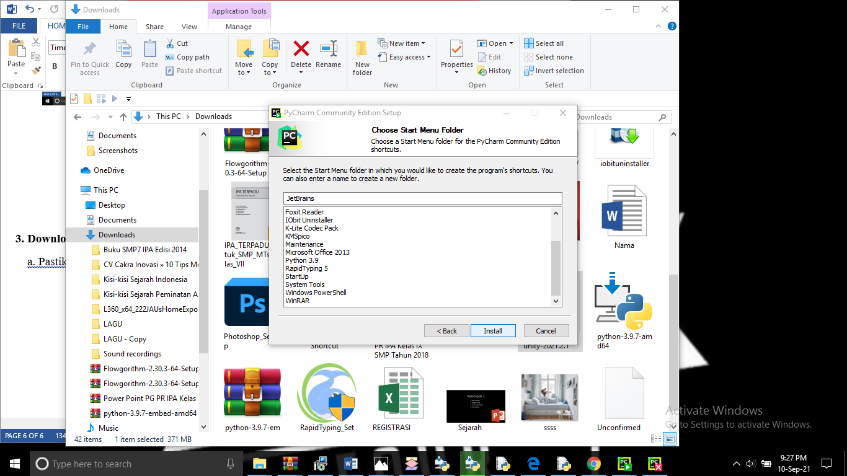 Downloads
Application Tools
FILE
HOM
File
Home
Share
View
Manage
Paste
Clipboard
Time
B
Pin to Quick access
Copy
Paste
Cut
Copy path
Paste shortcut
Clipboard
Move to
Copy to
Delete
Rename
Organize
New folder
New item
Easy access
New
Properties
Open
Edit
History
Open
Select all
Select none
Invert selection
Select
This PC
Downloads
Downloads
Documents
Screenshots
OneDrive
This PC
Desktop
Documents
Downloads
Buku SMP7 IPA Edisi 2014
CV Cakra Inovasi » 10 Tips M
Kisi-kisi Sejarah Indonesia
Kisi-kisi Sejarah Peminatan A
L360_x64_222JAUsHomeExpo
LAGU
LAGU - Copy
Sound recordings
Flowgorithm-2.30.3-64-Setup
Flowgorithm-2.30.3-64-Setup
Power Point PG PR IPA Kelas
python-3.9.7-embed-amd64
Music
3. Downlo
a. Pastik
Flowgorithm-
0.3-64-Setup
IPA_TERPADU
tuk_SMP_MTs
las_VII
Photoshop_Se
p
Shortcut
PR IPA Kelas IX
SMP Tahun 2018
unity-2021.2.1
iobituninstaller
Nama
python-3.9.7-am
d64
python-3.9.7-em
RapidTyping_Set
REGISTRASI
Sejarah
ssss
Unconfirmed
PyCharm Community Edition Setup
Choose Start Menu Folder
Choose a Start Menu folder for the PyCharm Community Edition
shortcuts.
Select the Start Menu folder in which you would like to create the program's shortcuts. You
can also enter a name to create a new folder.
JetBrains
Foxit Reader
IObit Uninstaller
K-Lite Codec Pack
KMSpico
Maintenance
Microsoft Office 2013
Python 3.9
RapidTyping 5
StartUp
System Tools
Windows PowerShell
WinRAR
< Back
Install
Cancel
42 items
1 item selected
371 MB
PAGE 6 OF 6
134
Activate Windows
Go to Settings to activate Windows.
Type here to search
9:27 PM
10-Sep-21